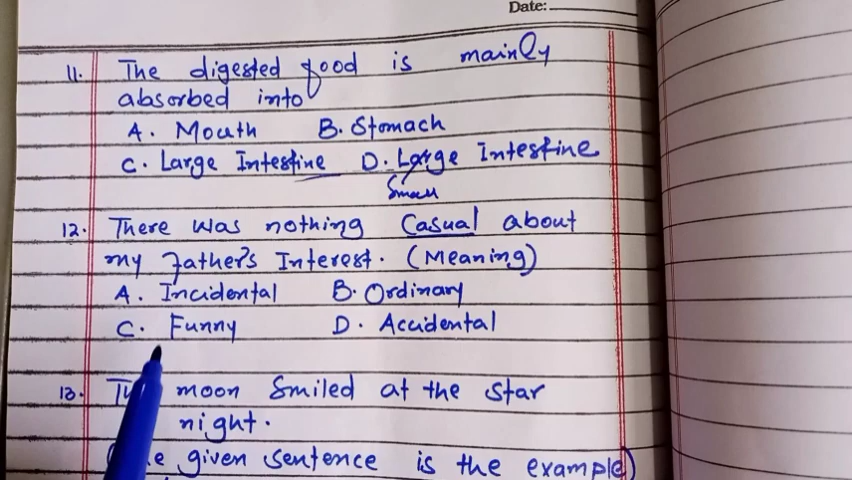 Date:
11. The digested food is mainly
absorbed into
A. Mouth B. Stomach
C. Large Intestine D. Large Intestine
Small
12. There was nothing Casual about
my Father's Interest. (Meaning)
A. Incidental B. Ordinary
C. Funny D. Accidental
13. moon Smiled at the Star
night.
given sentence is the example)